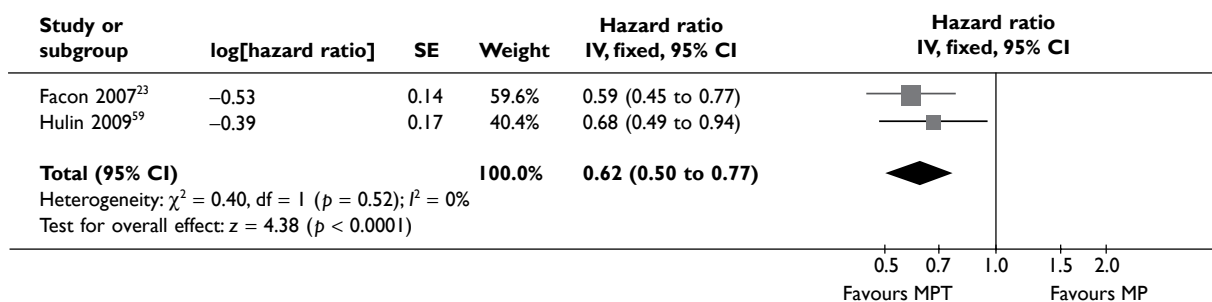 Study or subgroup log[hazard ratio] SE Weight Hazard ratio IV, fixed, 95% CI Hazard ratio IV, fixed, 95% CI
Facon 2007²³ −0.53 0.14 59.6% 0.59 (0.45 to 0.77)
Hulin 2009⁵⁹ −0.39 0.17 40.4% 0.68 (0.49 to 0.94)
Total (95% CI) 100.0% 0.62 (0.50 to 0.77)
Heterogeneity: χ² = 0.40, df = 1 (p = 0.52); I² = 0%
Test for overall effect: z = 4.38 (p < 0.0001)
0.5 0.7 1.0 1.5 2.0
Favours MPT Favours MP